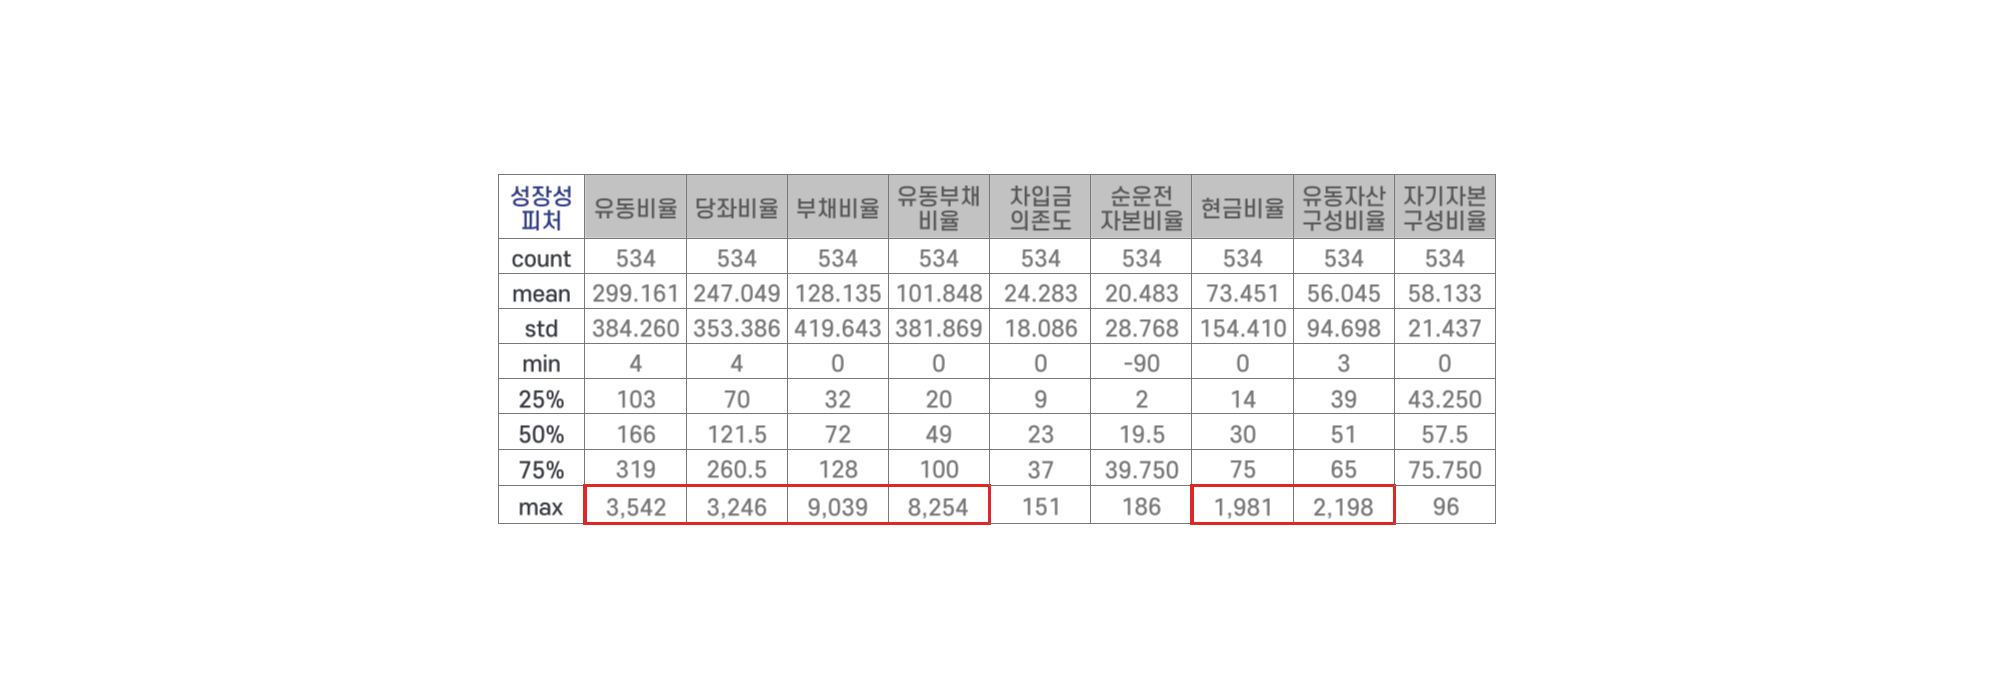 성장성 피처 유동비율 당좌비율 부채비율 유동부채 비율 차입금 의존도 순운전 자본비율 현금비율 유동자산 구성비율 자기자본 구성비율
count 534 534 534 534 534 534 534 534 534
mean 299.161 247.049 128.135 101.848 24.283 20.483 73.451 56.045 58.133
std 384.260 353.386 419.643 381.869 18.086 28.768 154.410 94.698 21.437
min 4 4 0 0 0 -90 0 3 0
25% 103 70 32 20 9 2 14 39 43.250
50% 166 121.5 72 49 23 19.5 30 51 57.5
75% 319 260.5 128 100 37 39.750 75 65 75.750
max 3,542 3,246 9,039 8,254 151 186 1,981 2,198 96